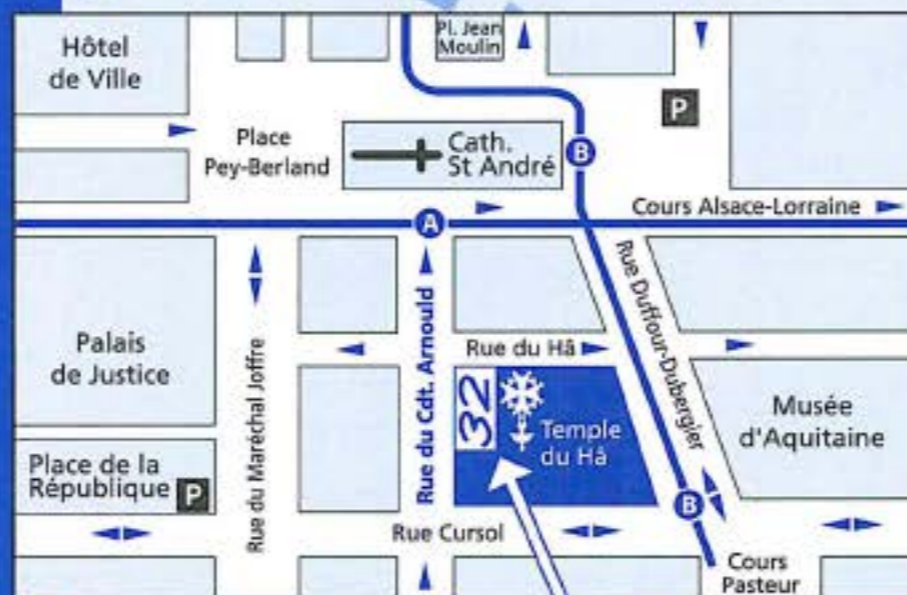 Hôtel
de Ville
Pl. Jean
Moulin
P
Place
Pey-Berland
Cath.
St André
B
Cours Alsace-Lorraine
A
Palais
de Justice
Rue du Maréchal Joffre
Rue du Cdt. Arnould
Rue du Hâ
Rue Duffour-Dubergier
32
Temple
du Hâ
Musée
d'Aquitaine
Place de la
République P
B
Rue Cursol
Cours
Pasteur